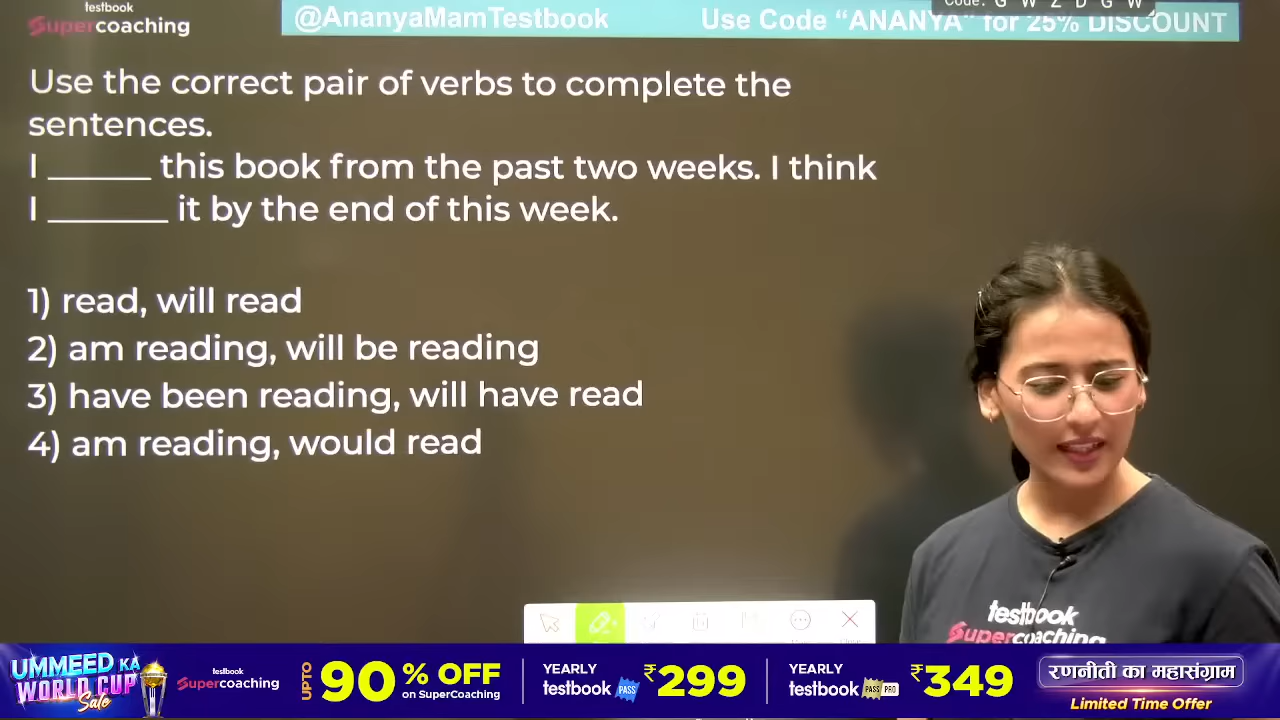 testbook
Supercoaching
@AnanyaMamTestbook
Use Code “ANANYA” for 25% DISCOUNT
Code: G W Z D G W
Use the correct pair of verbs to complete the
sentences.
I ______ this book from the past two weeks. I think
I _______ it by the end of this week.
1) read, will read
2) am reading, will be reading
3) have been reading, will have read
4) am reading, would read
testbook
Supercoaching
UMMEED KA
WORLD CUP
Sale
testbook
Supercoaching
UPTO 90% OFF
on SuperCoaching
YEARLY
testbook PASS
₹299
YEARLY
testbook PASS PRO
₹349
रणनीती का महासंग्राम
Limited Time Offer